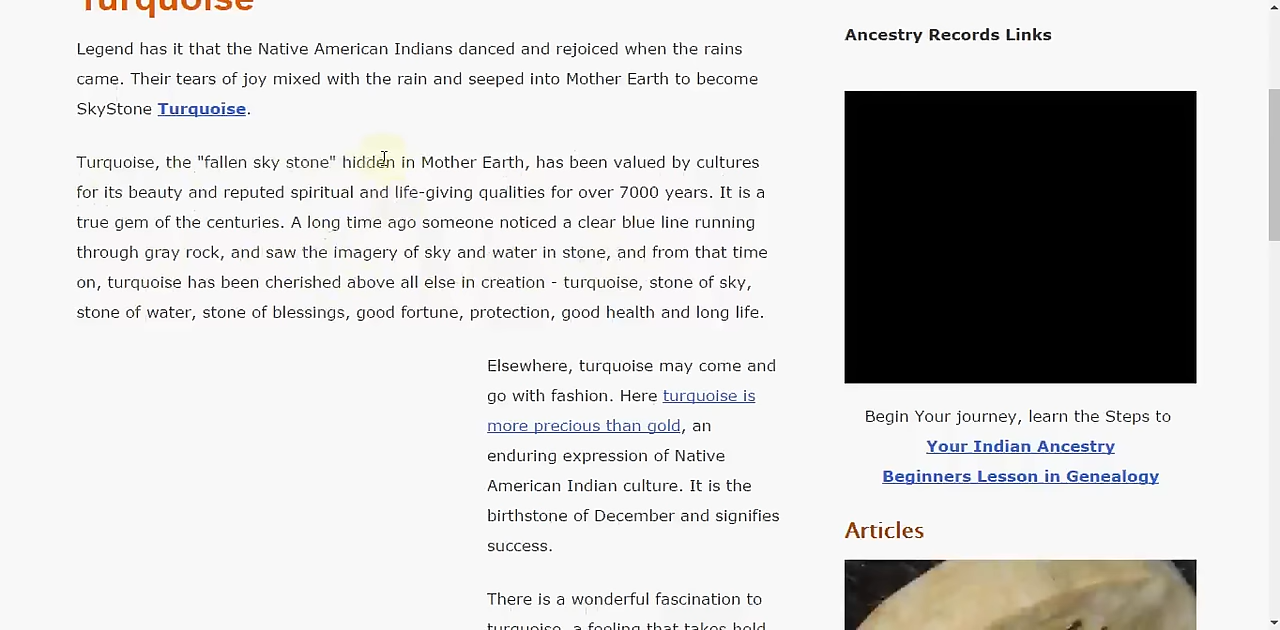 Turquoise
Legend has it that the Native American Indians danced and rejoiced when the rains
came. Their tears of joy mixed with the rain and seeped into Mother Earth to become
SkyStone Turquoise.
Turquoise, the "fallen sky stone" hidden in Mother Earth, has been valued by cultures
for its beauty and reputed spiritual and life-giving qualities for over 7000 years. It is a
true gem of the centuries. A long time ago someone noticed a clear blue line running
through gray rock, and saw the imagery of sky and water in stone, and from that time
on, turquoise has been cherished above all else in creation - turquoise, stone of sky,
stone of water, stone of blessings, good fortune, protection, good health and long life.
Elsewhere, turquoise may come and
go with fashion. Here turquoise is
more precious than gold, an
enduring expression of Native
American Indian culture. It is the
birthstone of December and signifies
success.
There is a wonderful fascination to
turquoise, a feeling that takes hold
Ancestry Records Links
Begin Your journey, learn the Steps to
Your Indian Ancestry
Beginners Lesson in Genealogy
Articles